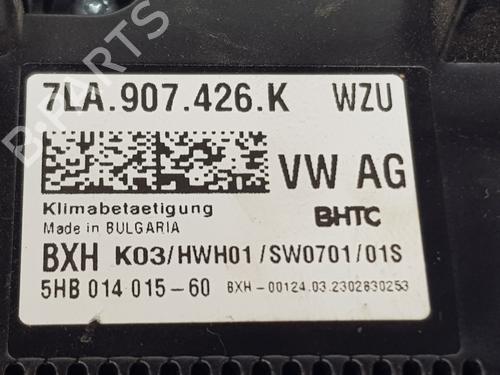 7LA.907.426.K WZU
VW AG
Klimabetaetigung
Made in BULGARIA
BHTC
BXH K03/HWH01/SW0701/01S
5HB 014 015-60 BXH-00124.03.2302830253
B-PARTS